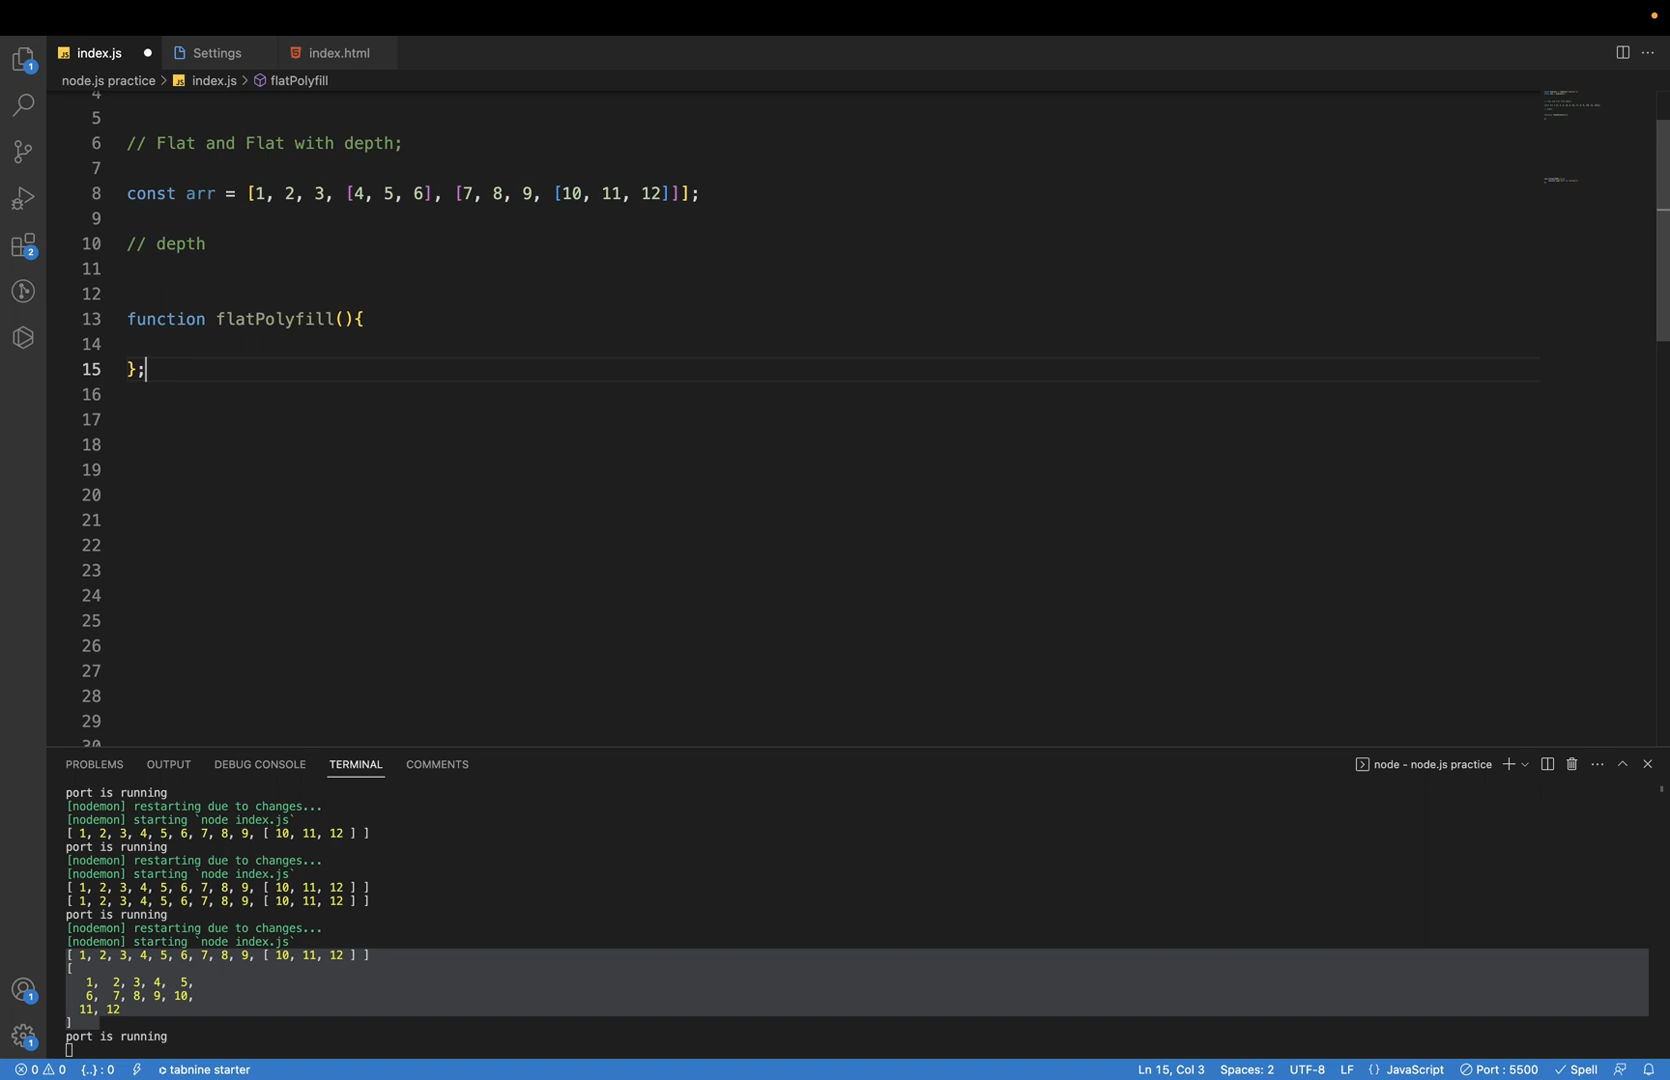 index.js
Settings
index.html
node.js practice > index.js > flatPolyfill
4
5
6 // Flat and Flat with depth;
7
8 const arr = [1, 2, 3, [4, 5, 6], [7, 8, 9, [10, 11, 12]]];
9
10 // depth
11
12
13 function flatPolyfill(){
14
15 };
16
17
18
19
20
21
22
23
24
25
26
27
28
29
30
PROBLEMS OUTPUT DEBUG CONSOLE TERMINAL COMMENTS
node - node.js practice
port is running
[nodemon] restarting due to changes...
[nodemon] starting `node index.js`
[ 1, 2, 3, 4, 5, 6, 7, 8, 9, [ 10, 11, 12 ] ]
port is running
[nodemon] restarting due to changes...
[nodemon] starting `node index.js`
[ 1, 2, 3, 4, 5, 6, 7, 8, 9, [ 10, 11, 12 ] ]
[ 1, 2, 3, 4, 5, 6, 7, 8, 9, [ 10, 11, 12 ] ]
port is running
[nodemon] restarting due to changes...
[nodemon] starting `node index.js`
[ 1, 2, 3, 4, 5, 6, 7, 8, 9, [ 10, 11, 12 ] ]
[
1, 2, 3, 4, 5,
6, 7, 8, 9, 10,
11, 12
]
port is running
1
2
1
1
0 0 {..} : 0 tabnine starter Ln 15, Col 3 Spaces: 2 UTF-8 LF { } JavaScript Port : 5500 Spell